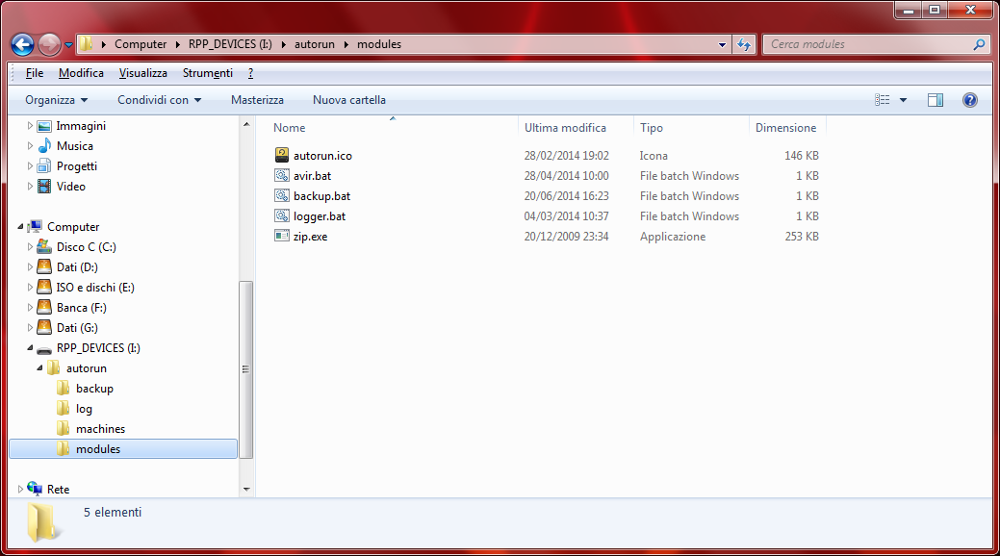 Computer ▸ RPP_DEVICES (I:) ▸ autorun ▸ modules
Cerca modules
File Modifica Visualizza Strumenti ?
Organizza Condividi con Masterizza Nuova cartella
Immagini
Musica
Progetti
Video
Computer
Disco C (C:)
Dati (D:)
ISO e dischi (E:)
Banca (F:)
Dati (G:)
RPP_DEVICES (I:)
autorun
backup
log
machines
modules
Rete
Nome Ultima modifica Tipo Dimensione
autorun.ico 28/02/2014 19:02 Icona 146 KB
avir.bat 28/04/2014 10:00 File batch Windows 1 KB
backup.bat 20/06/2014 16:23 File batch Windows 1 KB
logger.bat 04/03/2014 10:37 File batch Windows 1 KB
zip.exe 20/12/2009 23:34 Applicazione 253 KB
5 elementi